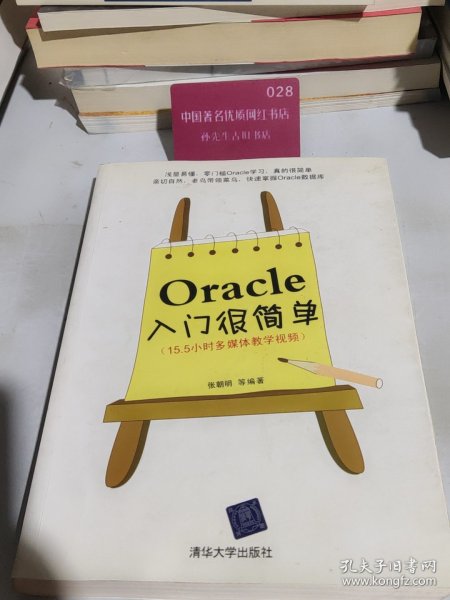 028
中国著名优质网红书店
孙先生古旧书店
浅显易懂,零门槛Oracle学习,真的很简单
亲切自然,老鸟带领菜鸟,快速掌握Oracle数据库
Oracle
入门很简单
(15.5小时多媒体教学视频)
张朝明 等编著
清华大学出版社
孔夫子旧书网
www.kongfz.com